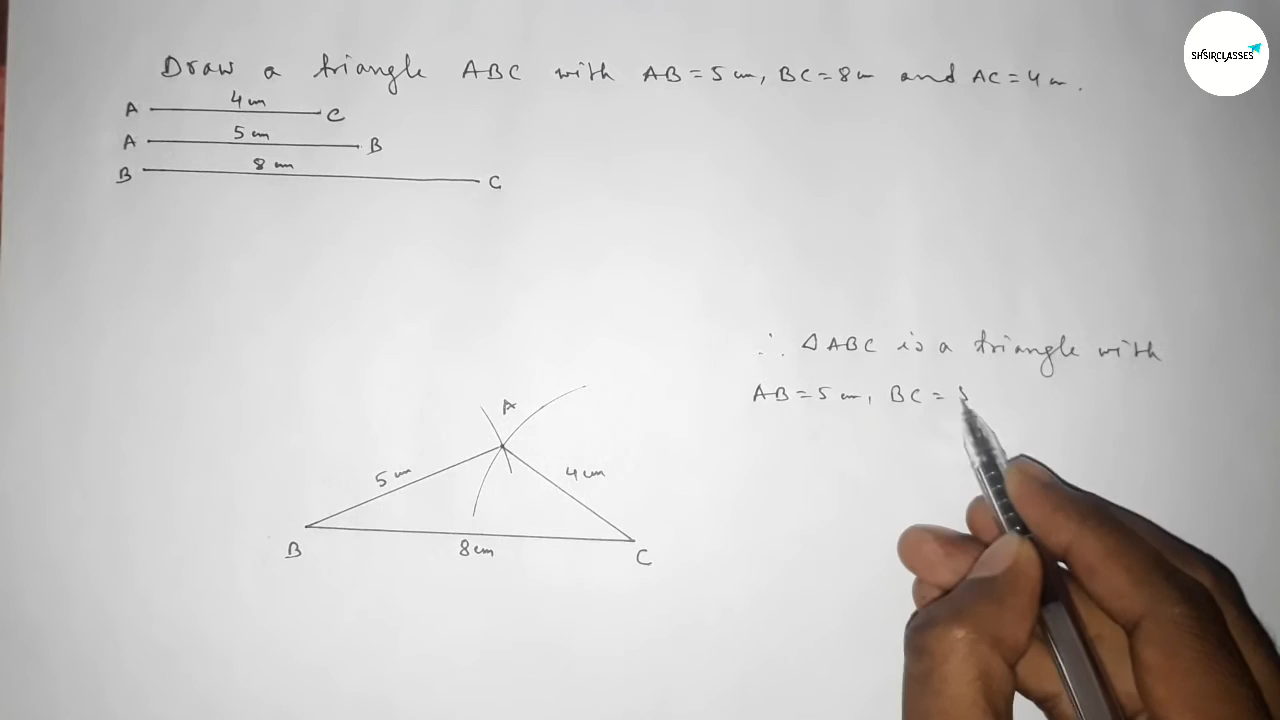 SHSIRCLASSES
Draw a triangle ABC with AB = 5 cm, BC = 8 cm and AC = 4 cm.
A 4 cm C
A 5 cm B
B 8 cm C
∴ △ABC is a triangle with
AB = 5 cm, BC =
A
5 cm 4 cm
B 8 cm C